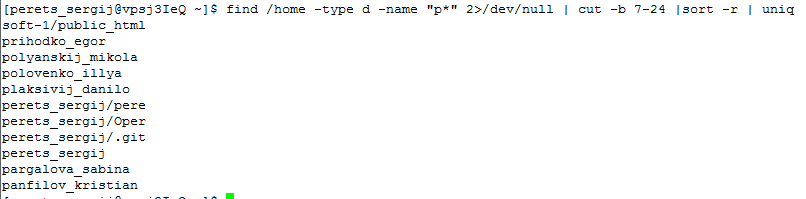 [perets_sergij@vpsj3IeQ ~]$ find /home -type d -name "p*" 2>/dev/null | cut -b 7-24 |sort -r | uniq
soft-1/public_html
prihodko_egor
polyanskij_mikola
polovenko_illya
plaksivij_danilo
perets_sergij/pere
perets_sergij/Oper
perets_sergij/.git
perets_sergij
pargalova_sabina
panfilov_kristian